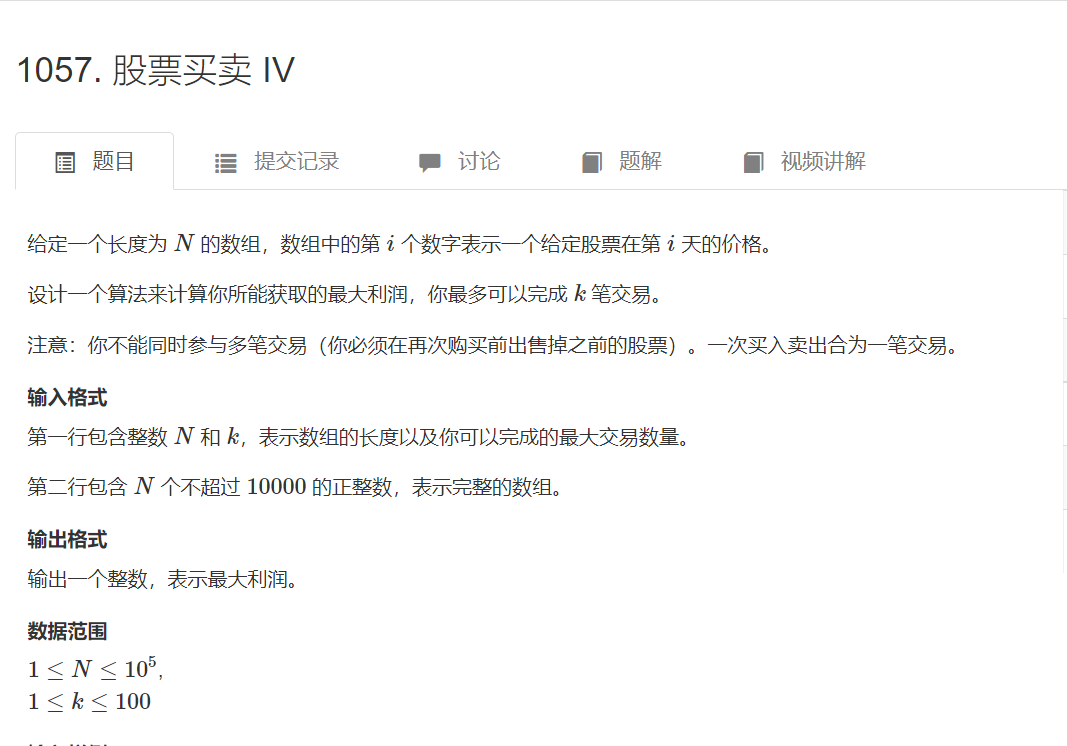 1057. 股票买卖 IV
题目 提交记录 讨论 题解 视频讲解
给定一个长度为 N 的数组，数组中的第 i 个数字表示一个给定股票在第 i 天的价格。
设计一个算法来计算你所能获取的最大利润，你最多可以完成 k 笔交易。
注意：你不能同时参与多笔交易（你必须在再次购买前出售掉之前的股票）。一次买入卖出合为一笔交易。
输入格式
第一行包含整数 N 和 k，表示数组的长度以及你可以完成的最大交易数量。
第二行包含 N 个不超过 10000 的正整数，表示完整的数组。
输出格式
输出一个整数，表示最大利润。
数据范围
1 ≤ N ≤ 10⁵,
1 ≤ k ≤ 100